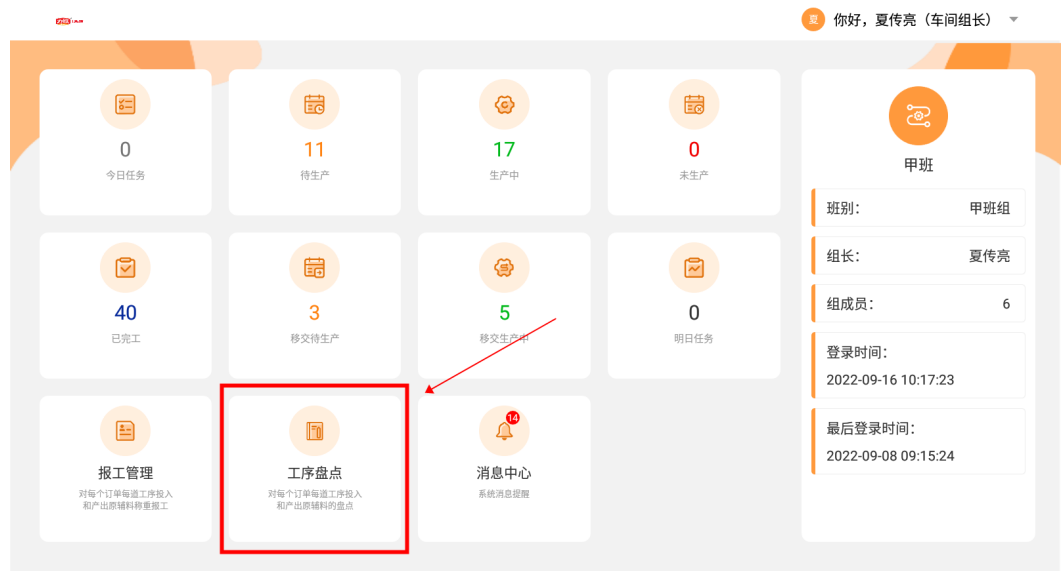 夏 你好，夏传亮（车间组长）
0
今日任务
11
待生产
17
生产中
0
未生产
40
已完工
3
移交待生产
5
移交生产中
0
明日任务
报工管理
对每个订单每道工序投入
和产出原辅料称重报工
工序盘点
对每个订单每道工序投入
和产出原辅料的盘点
14
消息中心
系统消息提醒
甲班
班别： 甲班组
组长： 夏传亮
组成员： 6
登录时间：
2022-09-16 10:17:23
最后登录时间：
2022-09-08 09:15:24